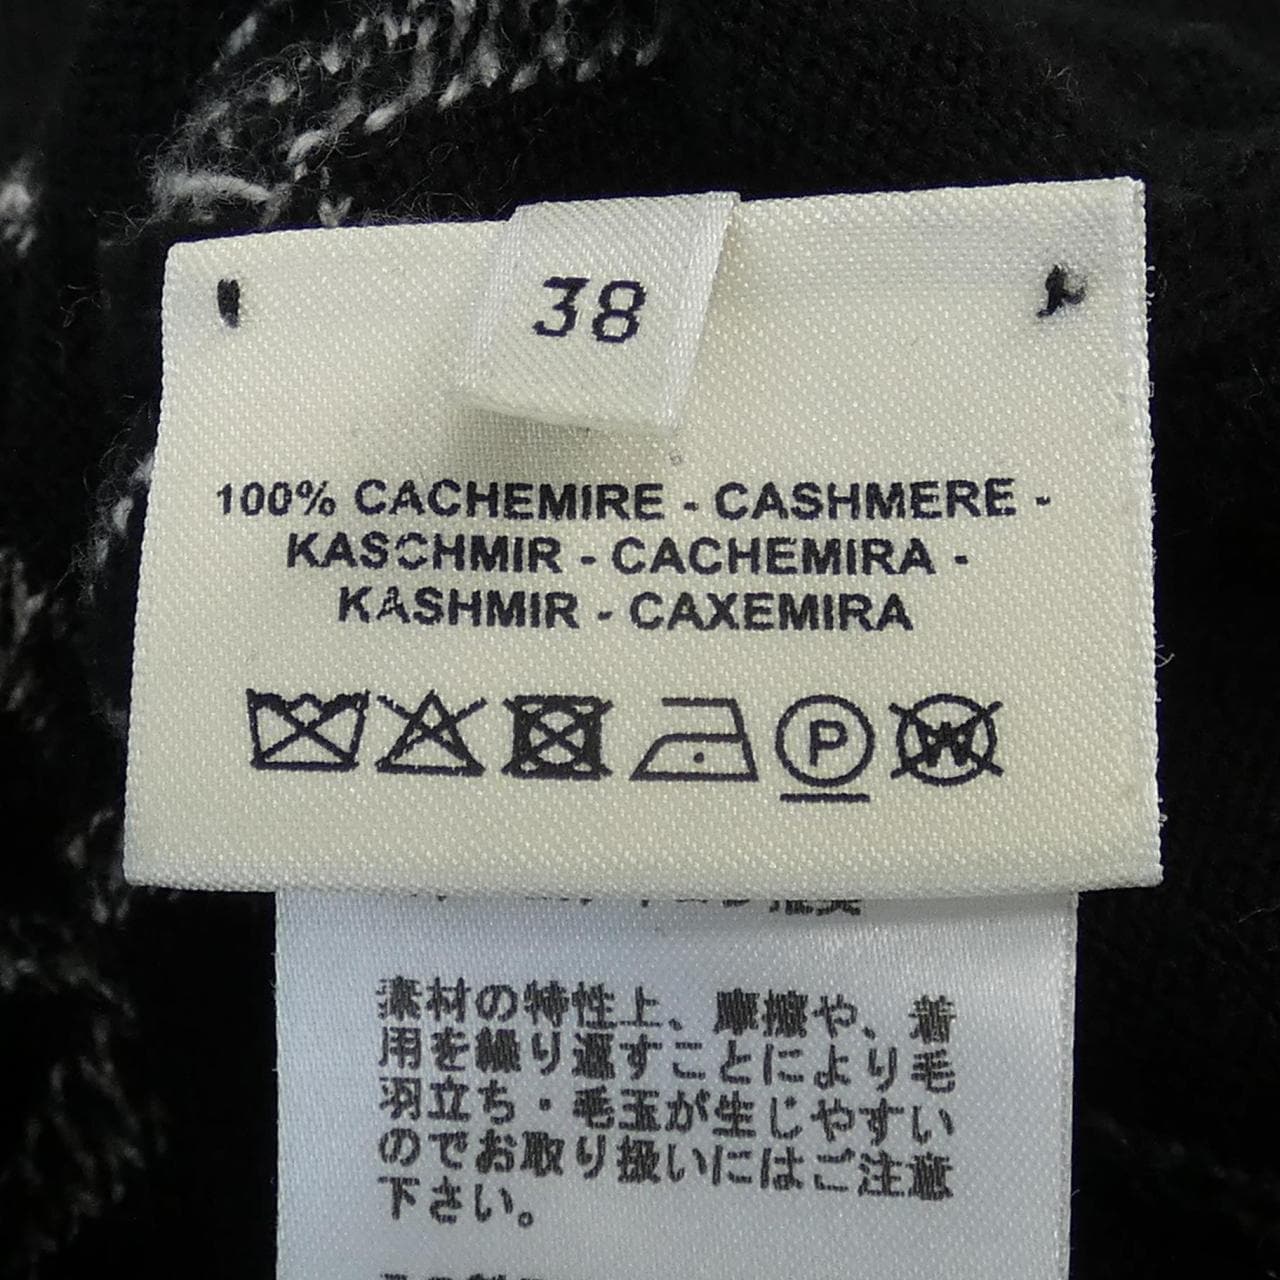 38
100% CACHEMIRE - CASHMERE -
KASCHMIR - CACHEMIRA -
KASHMIR - CAXEMIRA
P
W
素材の特性上、摩擦や、着
用を繰り返すことにより毛
羽立ち・毛玉が生じやすい
のでお取り扱いにはご注意
下さい。